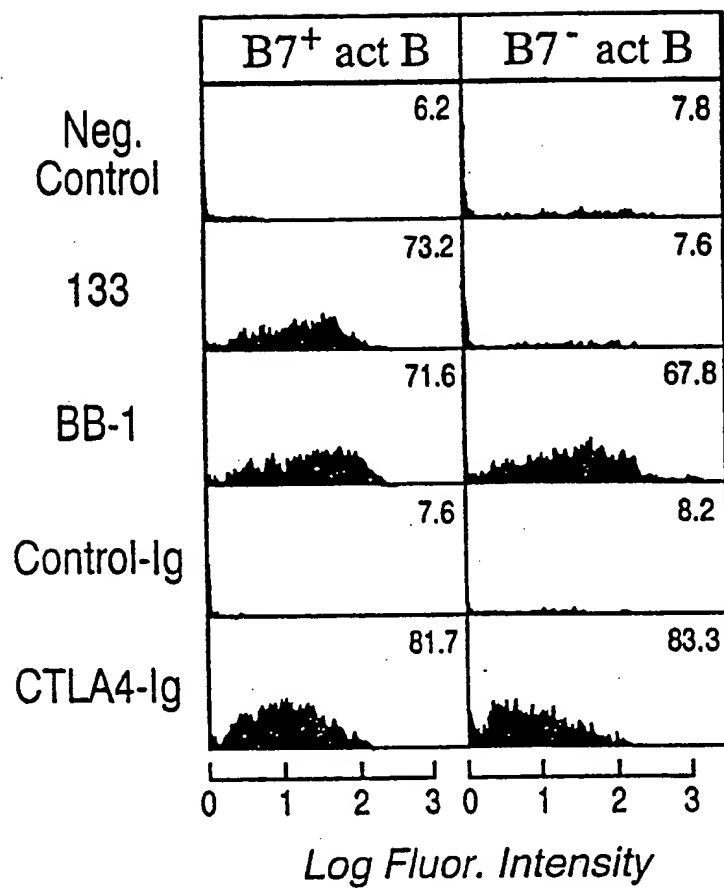 B7⁺ act B B7⁻ act B
Neg. Control 6.2 7.8
133 73.2 7.6
BB-1 71.6 67.8
Control-Ig 7.6 8.2
CTLA4-Ig 81.7 83.3
0 1 2 3 0 1 2 3
Log Fluor. Intensity